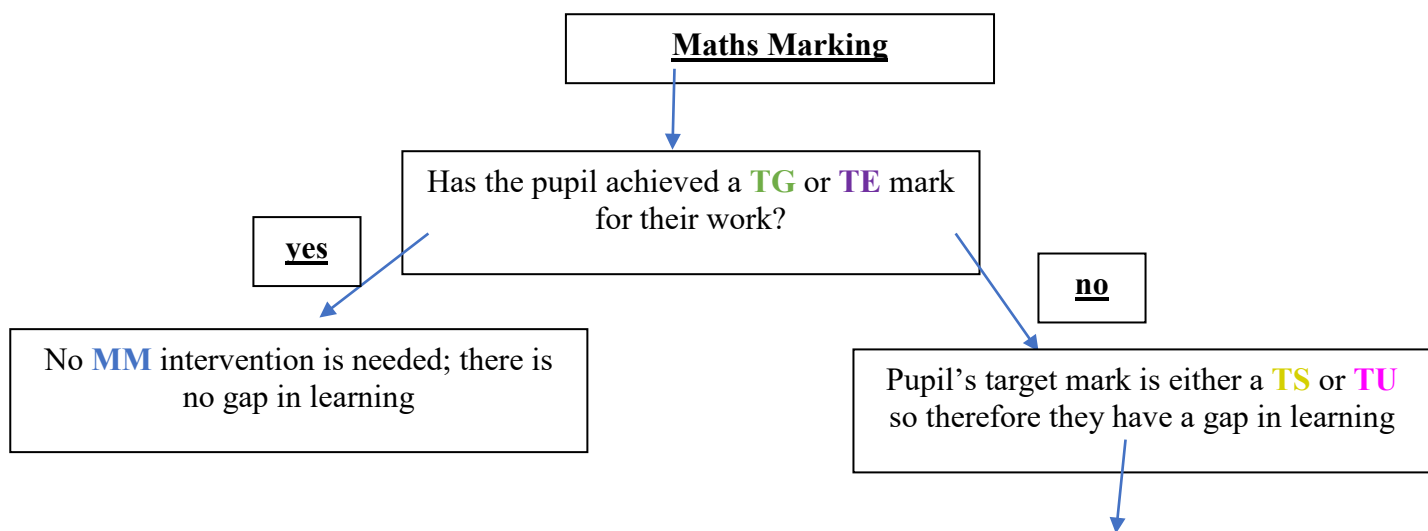 Maths Marking
Has the pupil achieved a TG or TE mark
for their work?
yes
no
No MM intervention is needed; there is
no gap in learning
Pupil’s target mark is either a TS or TU
so therefore they have a gap in learning